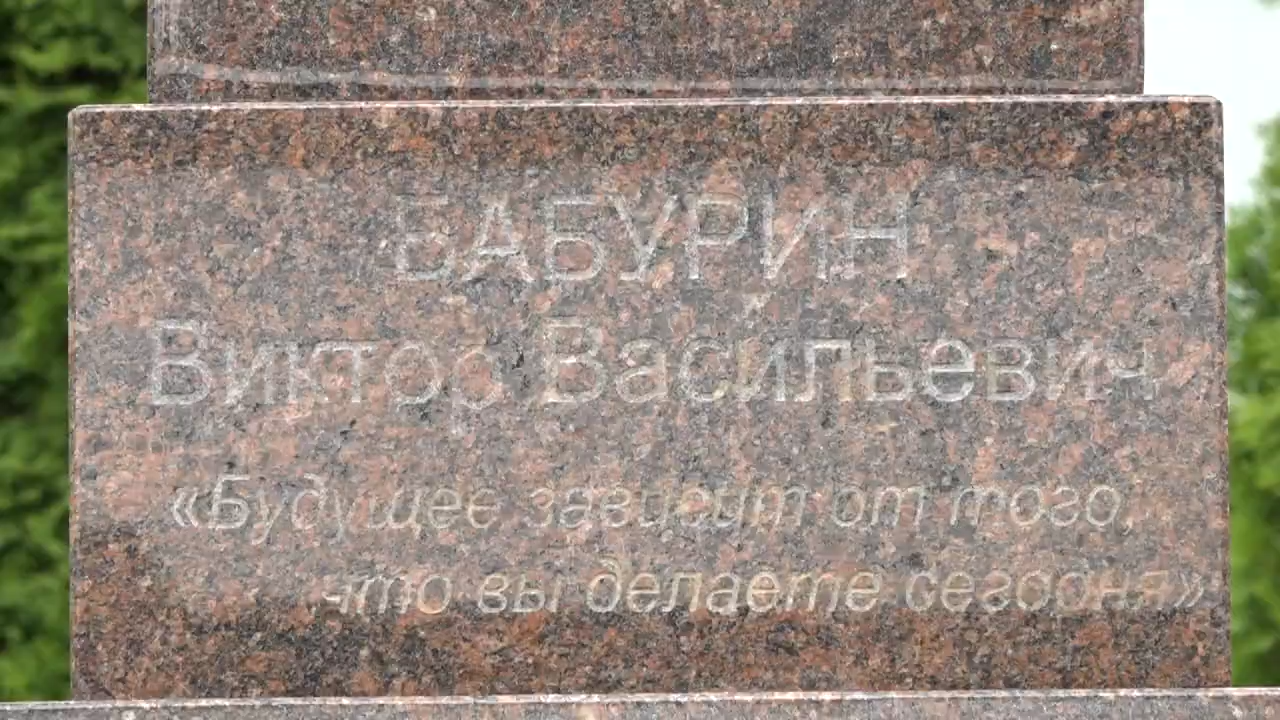 БАБУРИН
Виктор Васильевич
«Будущее зависит от того,
что вы делаете сегодня»